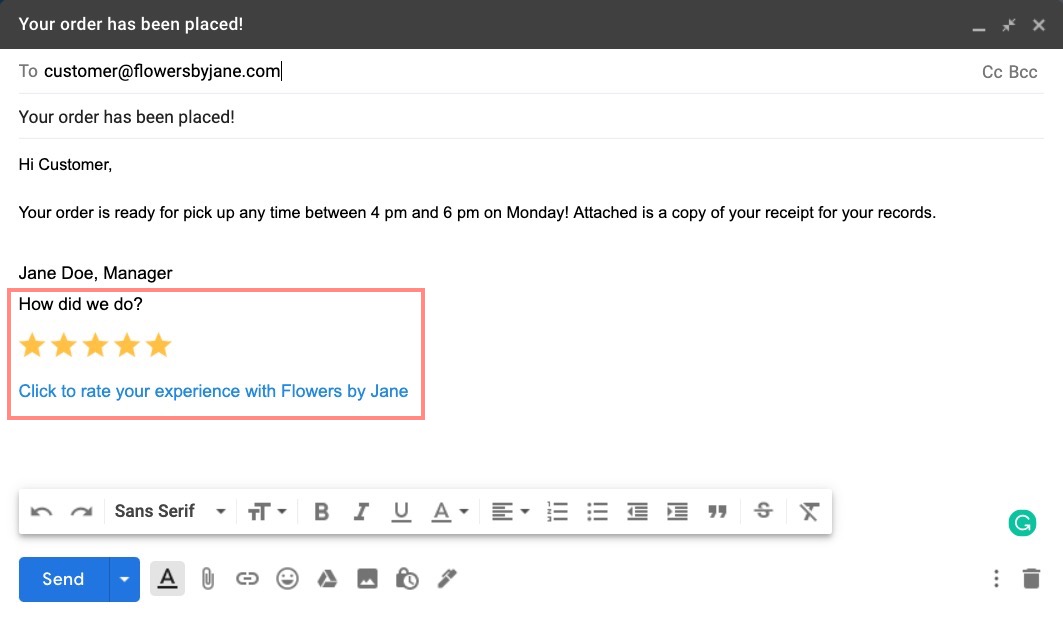 Your order has been placed!
To customer@flowersbyjane.com
Cc Bcc
Your order has been placed!
Hi Customer,
Your order is ready for pick up any time between 4 pm and 6 pm on Monday! Attached is a copy of your receipt for your records.
Jane Doe, Manager
How did we do?
Click to rate your experience with Flowers by Jane
Sans Serif
Send